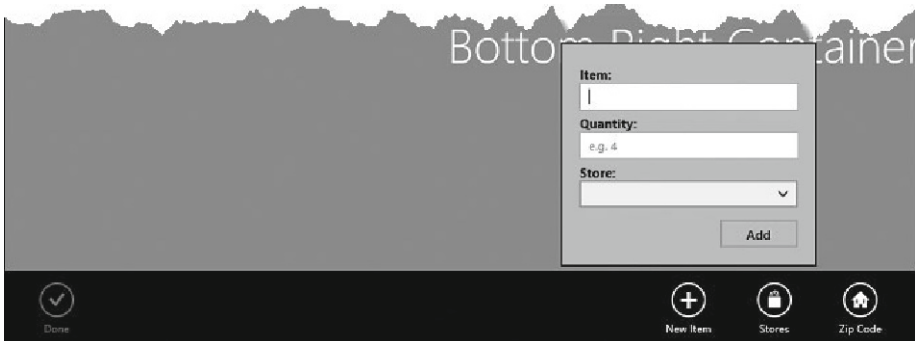 Bottom Right Container
Item:
Quantity:
e.g. 4
Store:
Add
Done
New Item
Stores
Zip Code